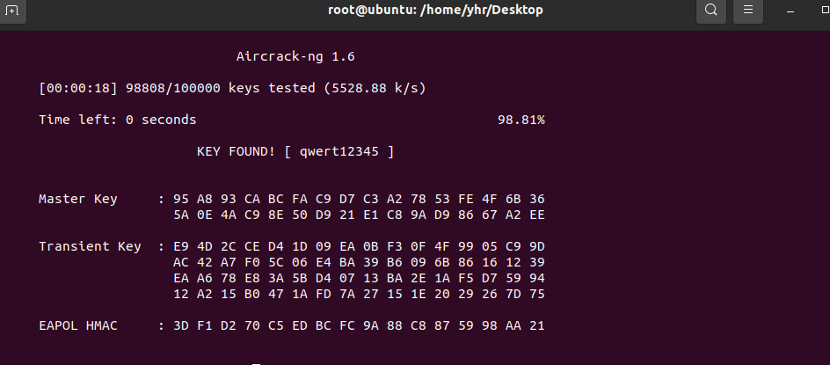 root@ubuntu: /home/yhr/Desktop
Aircrack-ng 1.6
[00:00:18] 98808/100000 keys tested (5528.88 k/s)
Time left: 0 seconds 98.81%
KEY FOUND! [ qwert12345 ]
Master Key : 95 A8 93 CA BC FA C9 D7 C3 A2 78 53 FE 4F 6B 36
5A 0E 4A C9 8E 50 D9 21 E1 C8 9A D9 86 67 A2 EE
Transient Key : E9 4D 2C CE D4 1D 09 EA 0B F3 0F 4F 99 05 C9 9D
AC 42 A7 F0 5C 06 E4 BA 39 B6 09 6B 86 16 12 39
EA A6 78 E8 3A 5B D4 07 13 BA 2E 1A F5 D7 59 94
12 A2 15 B0 47 1A FD 7A 27 15 1E 20 29 26 7D 75
EAPOL HMAC : 3D F1 D2 70 C5 ED BC FC 9A 88 C8 87 59 98 AA 21